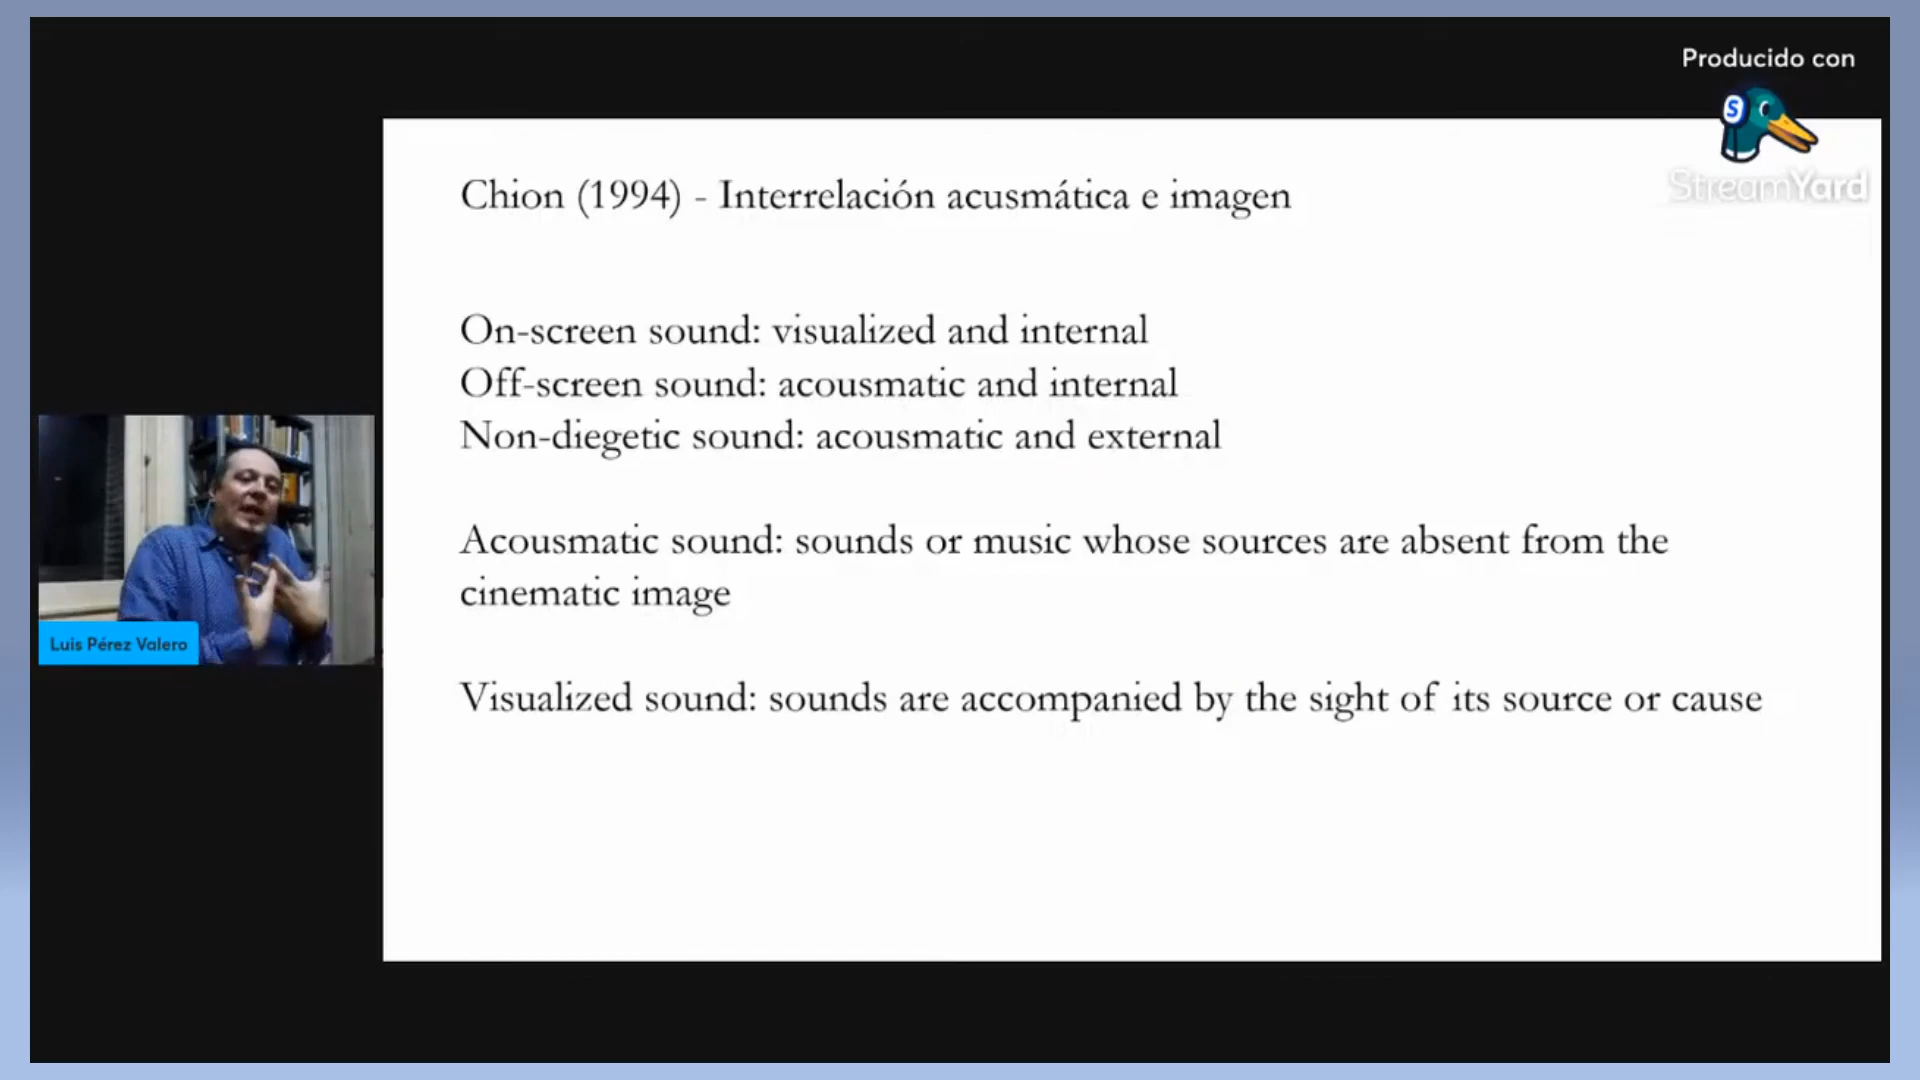 Producido con
S
StreamYard
Chion (1994) - Interrelación acusmática e imagen
On-screen sound: visualized and internal
Off-screen sound: acousmatic and internal
Non-diegetic sound: acousmatic and external
Acousmatic sound: sounds or music whose sources are absent from the
cinematic image
Visualized sound: sounds are accompanied by the sight of its source or cause
Luis Pérez Valero